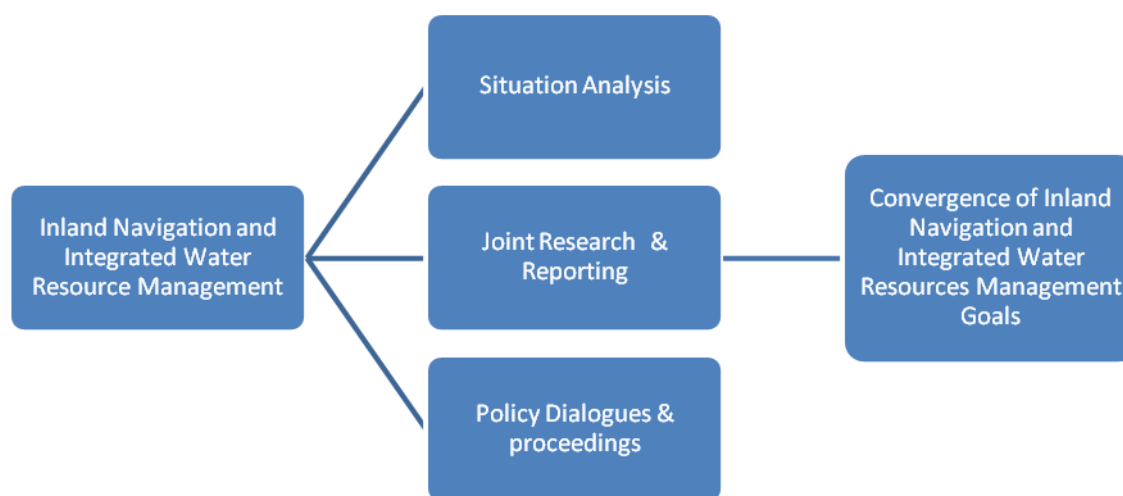 Inland Navigation and
Integrated Water
Resource Management
Situation Analysis
Joint Research &
Reporting
Policy Dialogues &
proceedings
Convergence of Inland
Navigation and
Integrated Water
Resources Management
Goals